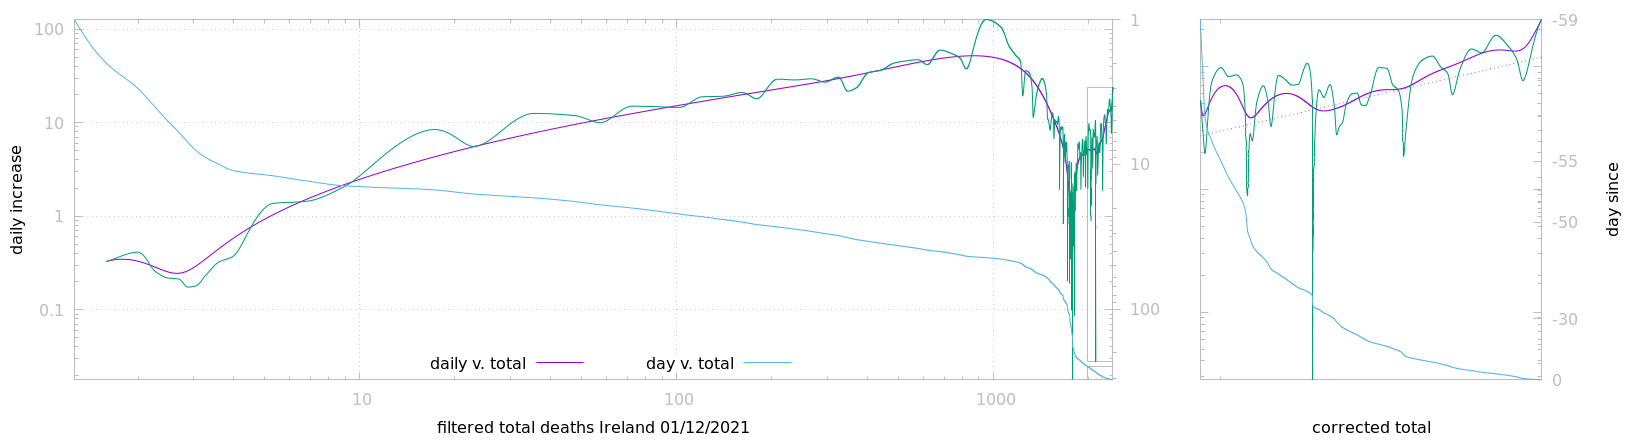 100
10
1
0.1
daily increase
1
10
100
daily v. total
day v. total
10
100
1000
filtered total deaths Ireland 01/12/2021
-59
-55
-50
-30
0
day since
corrected total